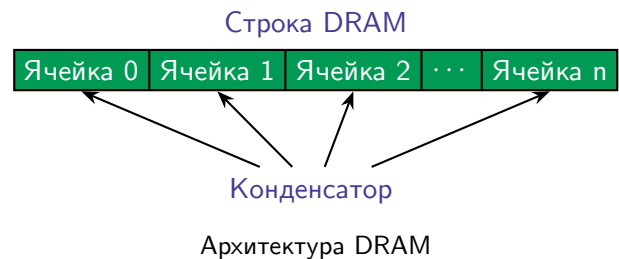 Строка DRAM
Ячейка 0 Ячейка 1 Ячейка 2 ··· Ячейка n
Конденсатор
Архитектура DRAM